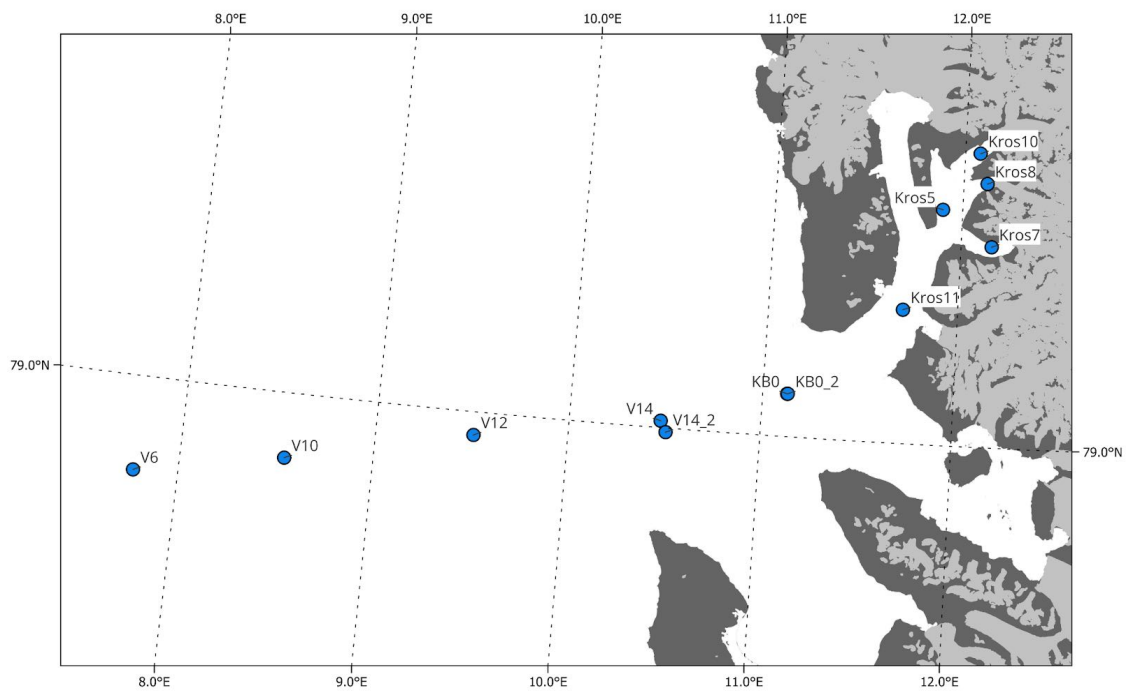 8.0°E
9.0°E
10.0°E
11.0°E
12.0°E
Kros10
Kros8
Kros5
Kros7
Kros11
79.0°N
KB0
KB0_2
V14
V14_2
V12
V10
V6
79.0°N
8.0°E
9.0°E
10.0°E
11.0°E
12.0°E